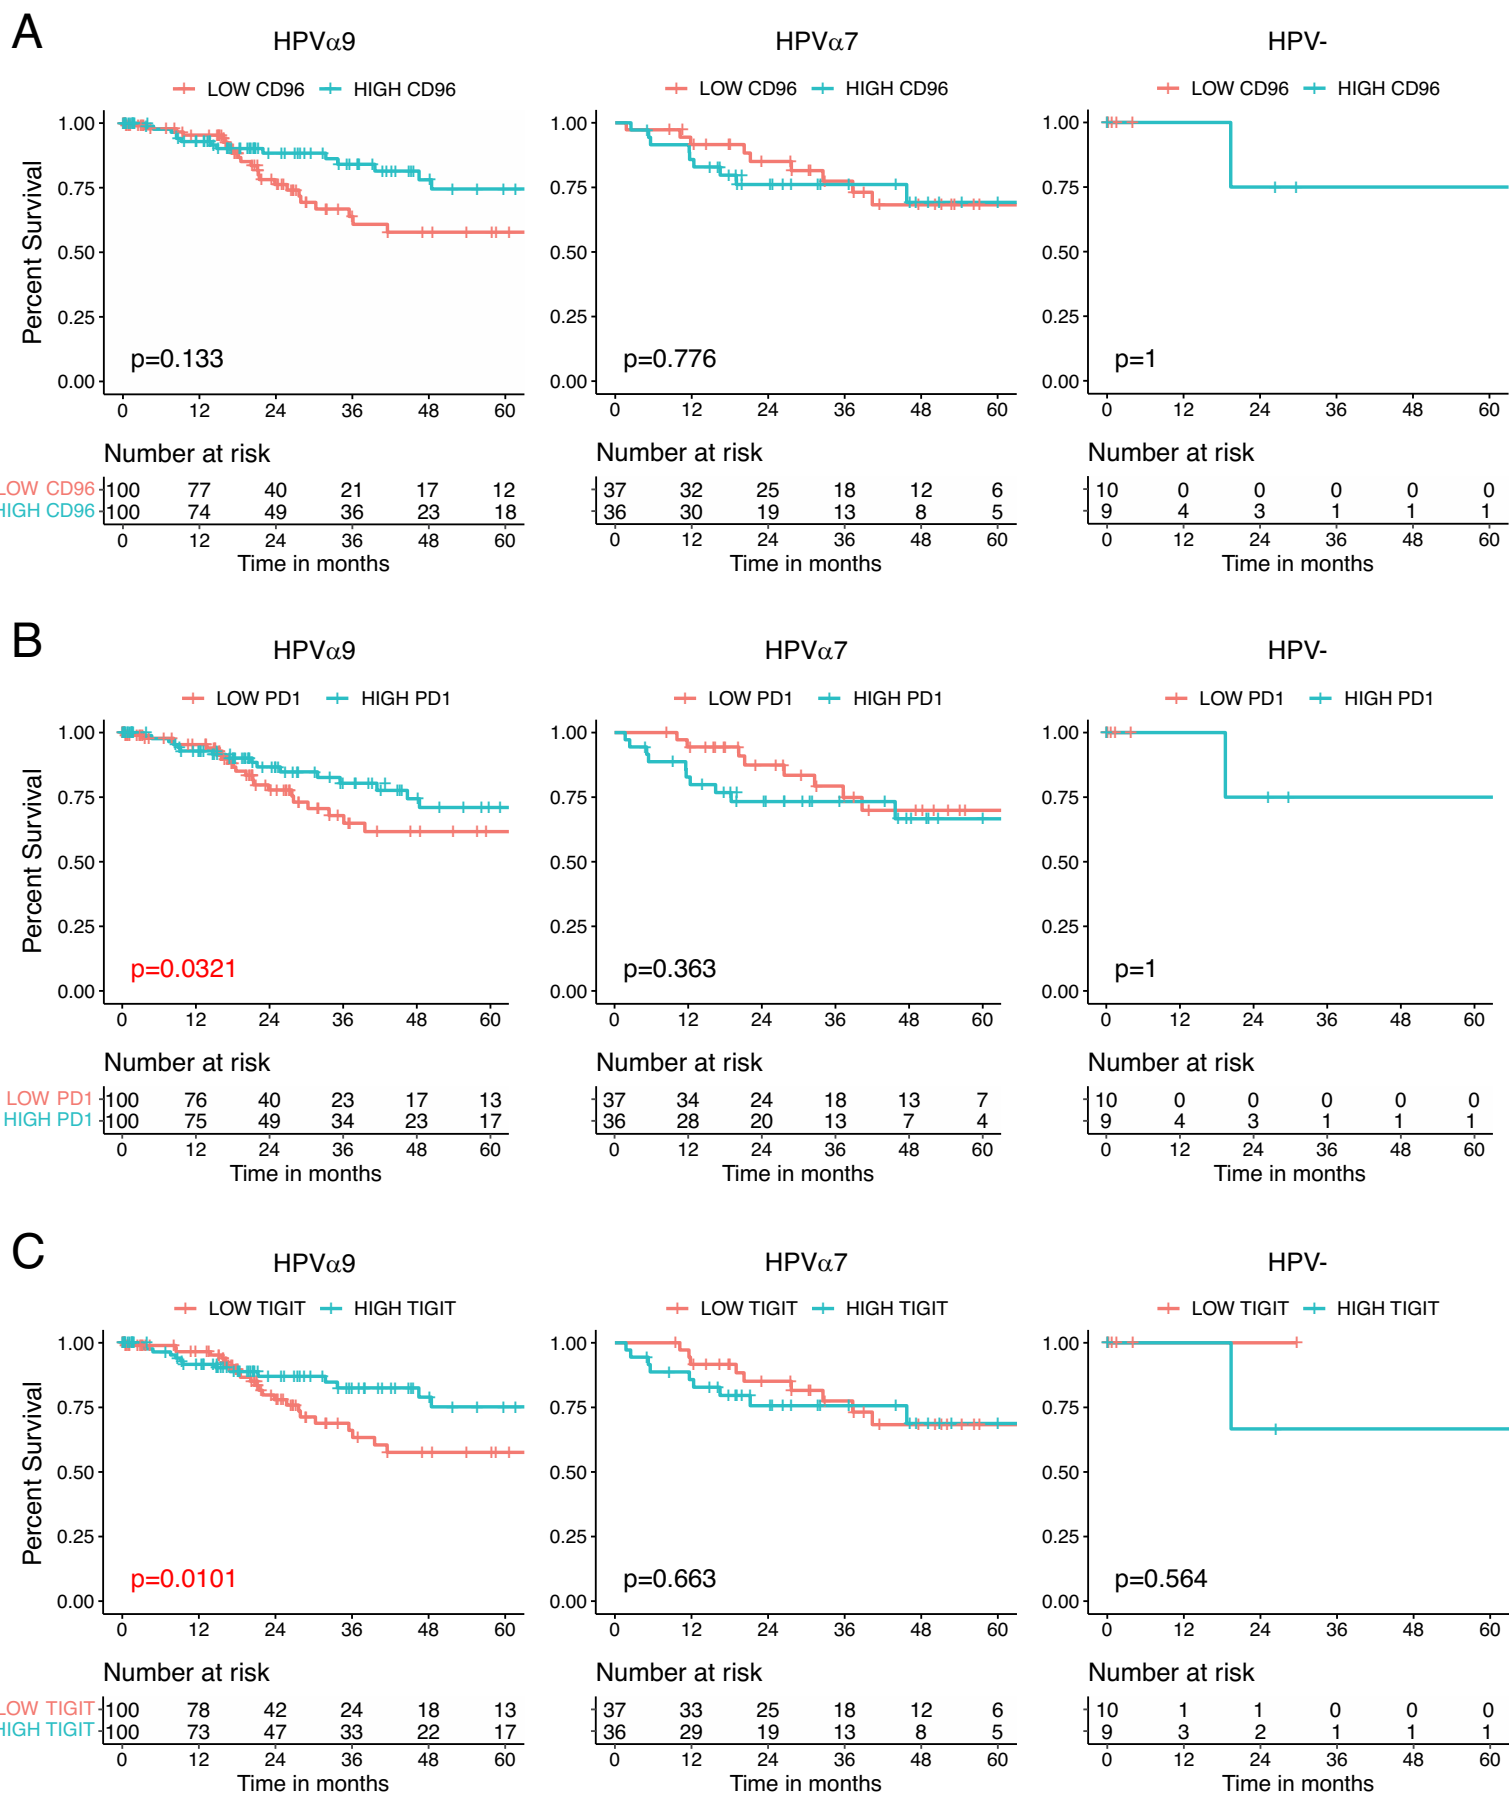 A
HPVα9
HPVα7
HPV-
LOW CD96 HIGH CD96
LOW CD96 HIGH CD96
LOW CD96 HIGH CD96
Percent Survival
1.00
0.75
0.50
0.25
0.00
p=0.133
0 12 24 36 48 60
1.00
0.75
0.50
0.25
0.00
p=0.776
0 12 24 36 48 60
1.00
0.75
0.50
0.25
0.00
p=1
0 12 24 36 48 60
Number at risk
LOW CD96 100 77 40 21 17 12
HIGH CD96 100 74 49 36 23 18
0 12 24 36 48 60
Time in months
Number at risk
37 32 25 18 12 6
36 30 19 13 8 5
0 12 24 36 48 60
Time in months
Number at risk
10 0 0 0 0 0
9 4 3 1 1 1
0 12 24 36 48 60
Time in months
B
HPVα9
HPVα7
HPV-
LOW PD1 HIGH PD1
LOW PD1 HIGH PD1
LOW PD1 HIGH PD1
Percent Survival
1.00
0.75
0.50
0.25
0.00
p=0.0321
0 12 24 36 48 60
1.00
0.75
0.50
0.25
0.00
p=0.363
0 12 24 36 48 60
1.00
0.75
0.50
0.25
0.00
p=1
0 12 24 36 48 60
Number at risk
LOW PD1 100 76 40 23 17 13
HIGH PD1 100 75 49 34 23 17
0 12 24 36 48 60
Time in months
Number at risk
37 34 24 18 13 7
36 28 20 13 7 4
0 12 24 36 48 60
Time in months
Number at risk
10 0 0 0 0 0
9 4 3 1 1 1
0 12 24 36 48 60
Time in months
C
HPVα9
HPVα7
HPV-
LOW TIGIT HIGH TIGIT
LOW TIGIT HIGH TIGIT
LOW TIGIT HIGH TIGIT
Percent Survival
1.00
0.75
0.50
0.25
0.00
p=0.0101
0 12 24 36 48 60
1.00
0.75
0.50
0.25
0.00
p=0.663
0 12 24 36 48 60
1.00
0.75
0.50
0.25
0.00
p=0.564
0 12 24 36 48 60
Number at risk
LOW TIGIT 100 78 42 24 18 13
HIGH TIGIT 100 73 47 33 22 17
0 12 24 36 48 60
Time in months
Number at risk
37 33 25 18 12 6
36 29 19 13 8 5
0 12 24 36 48 60
Time in months
Number at risk
10 1 1 0 0 0
9 3 2 1 1 1
0 12 24 36 48 60
Time in months